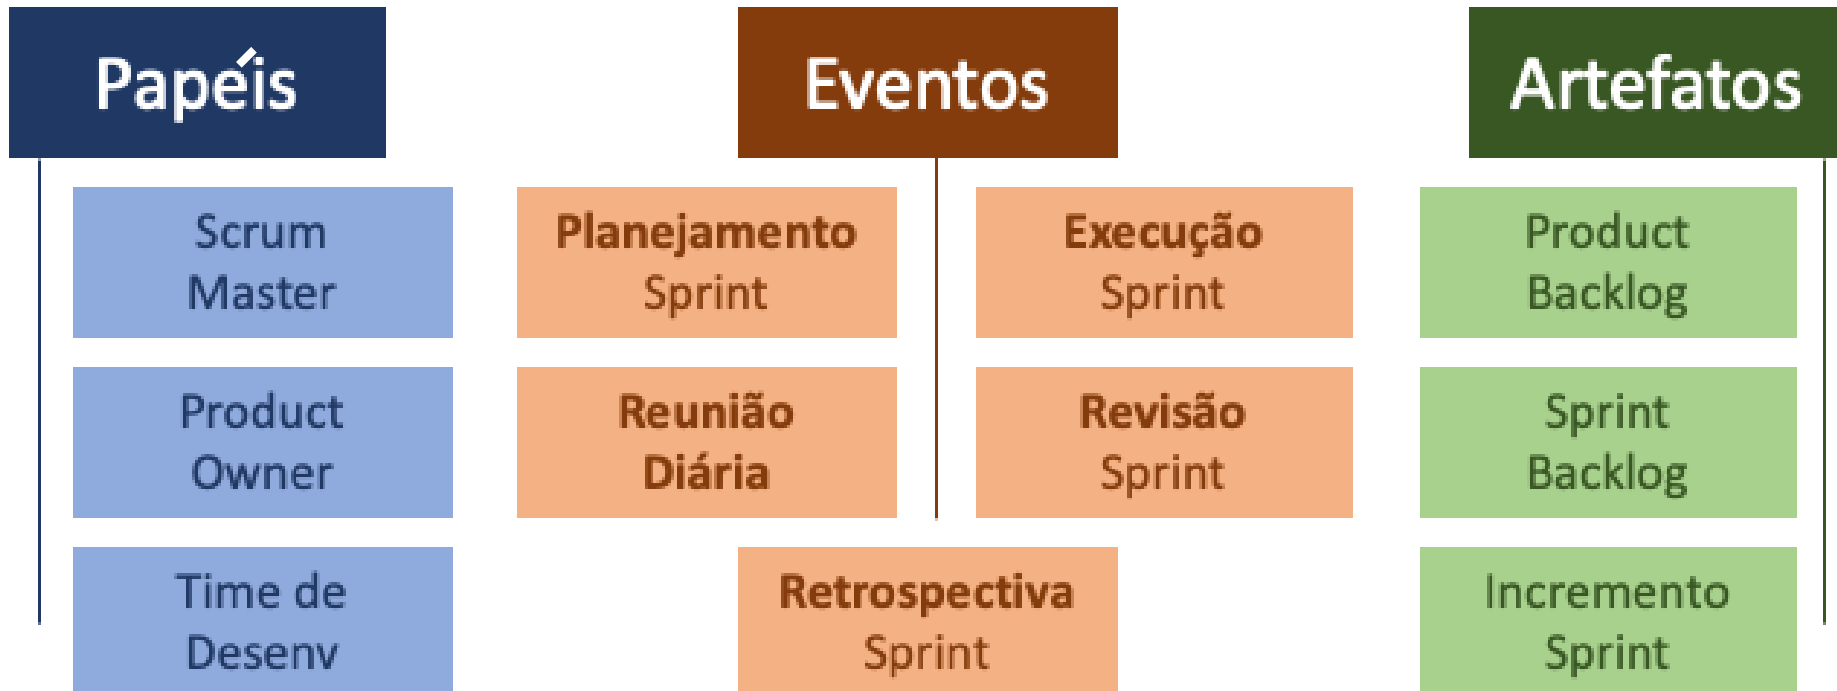 Papéis
Scrum
Master
Product
Owner
Time de
Desenv
Eventos
Planejamento
Sprint
Execução
Sprint
Reunião
Diária
Revisão
Sprint
Retrospectiva
Sprint
Artefatos
Product
Backlog
Sprint
Backlog
Incremento
Sprint